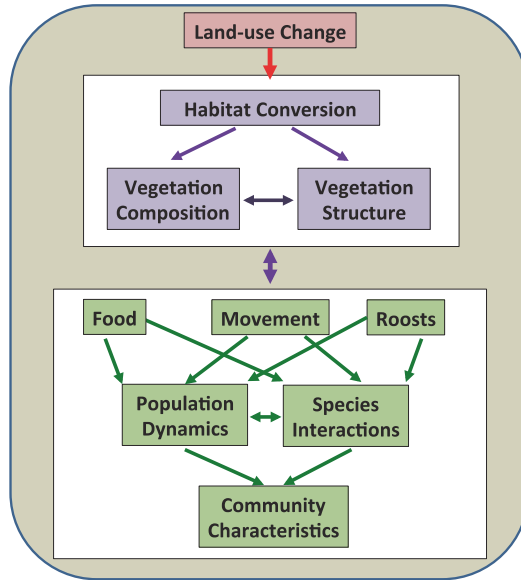 Land-use Change
Habitat Conversion
Vegetation
Composition
Vegetation
Structure
Food
Movement
Roosts
Population
Dynamics
Species
Interactions
Community
Characteristics